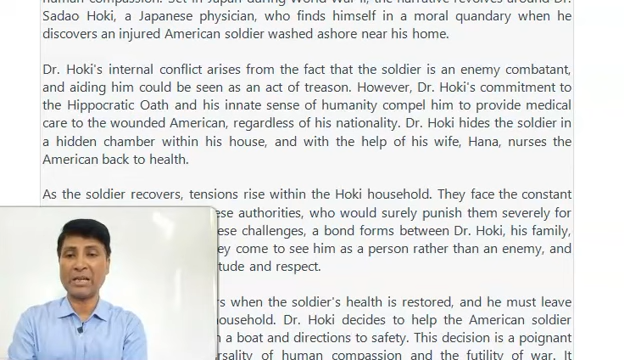 human compassion. Set in Japan during World War II, the narrative revolves around Dr.
Sadao Hoki, a Japanese physician, who finds himself in a moral quandary when he
discovers an injured American soldier washed ashore near his home.
Dr. Hoki's internal conflict arises from the fact that the soldier is an enemy combatant,
and aiding him could be seen as an act of treason. However, Dr. Hoki's commitment to
the Hippocratic Oath and his innate sense of humanity compel him to provide medical
care to the wounded American, regardless of his nationality. Dr. Hoki hides the soldier in
a hidden chamber within his house, and with the help of his wife, Hana, nurses the
American back to health.
As the soldier recovers, tensions rise within the Hoki household. They face the constant
ese authorities, who would surely punish them severely for
ese challenges, a bond forms between Dr. Hoki, his family,
ey come to see him as a person rather than an enemy, and
tude and respect.
rs when the soldier's health is restored, and he must leave
ousehold. Dr. Hoki decides to help the American soldier
a boat and directions to safety. This decision is a poignant
ersality of human compassion and the futility of war. It